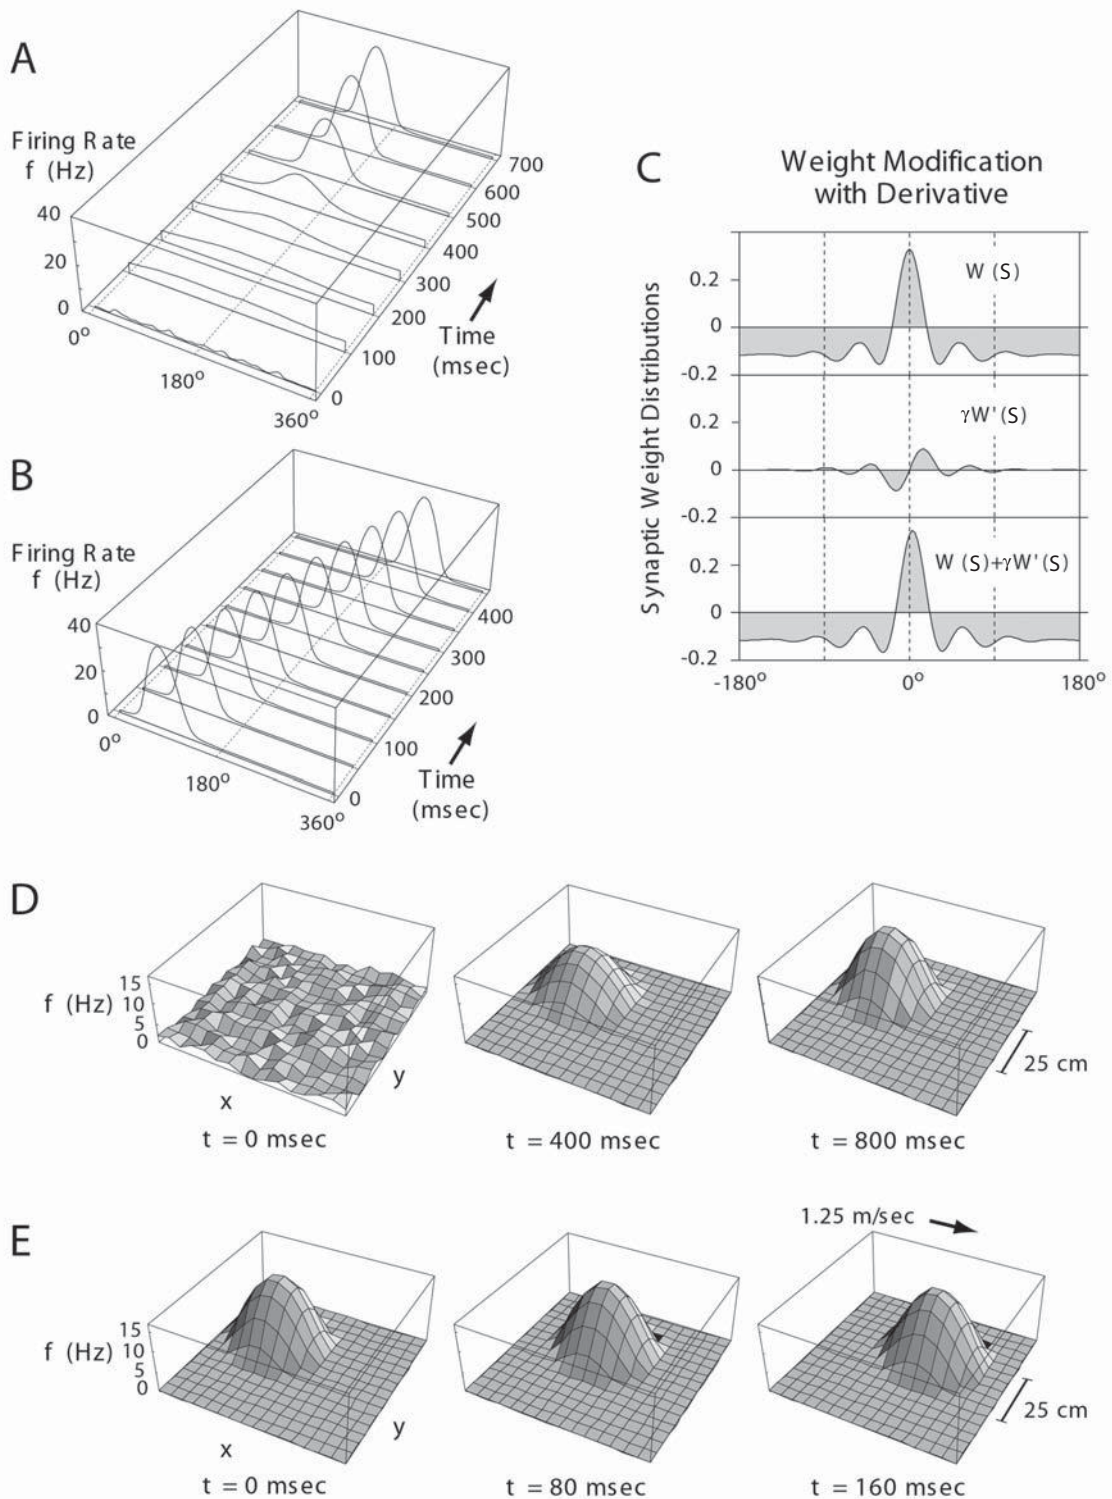 A
Firing Rate
f (Hz)
40
20
0
0°
180°
360°
0
100
200
300
400
500
600
700
Time
(msec)
B
Firing Rate
f (Hz)
40
20
0
0°
180°
360°
0
100
200
300
400
Time
(msec)
C
Weight Modification
with Derivative
Synaptic Weight Distributions
W (S)
0.2
0
-0.2
γW'(S)
0.2
0
-0.2
W (S)+γW'(S)
0.2
0
-0.2
-180°
0°
180°
D
f (Hz)
15
10
5
0
x
y
t = 0 msec
t = 400 msec
t = 800 msec
25 cm
E
1.25 m/sec
f (Hz)
15
10
5
0
x
y
t = 0 msec
t = 80 msec
t = 160 msec
25 cm